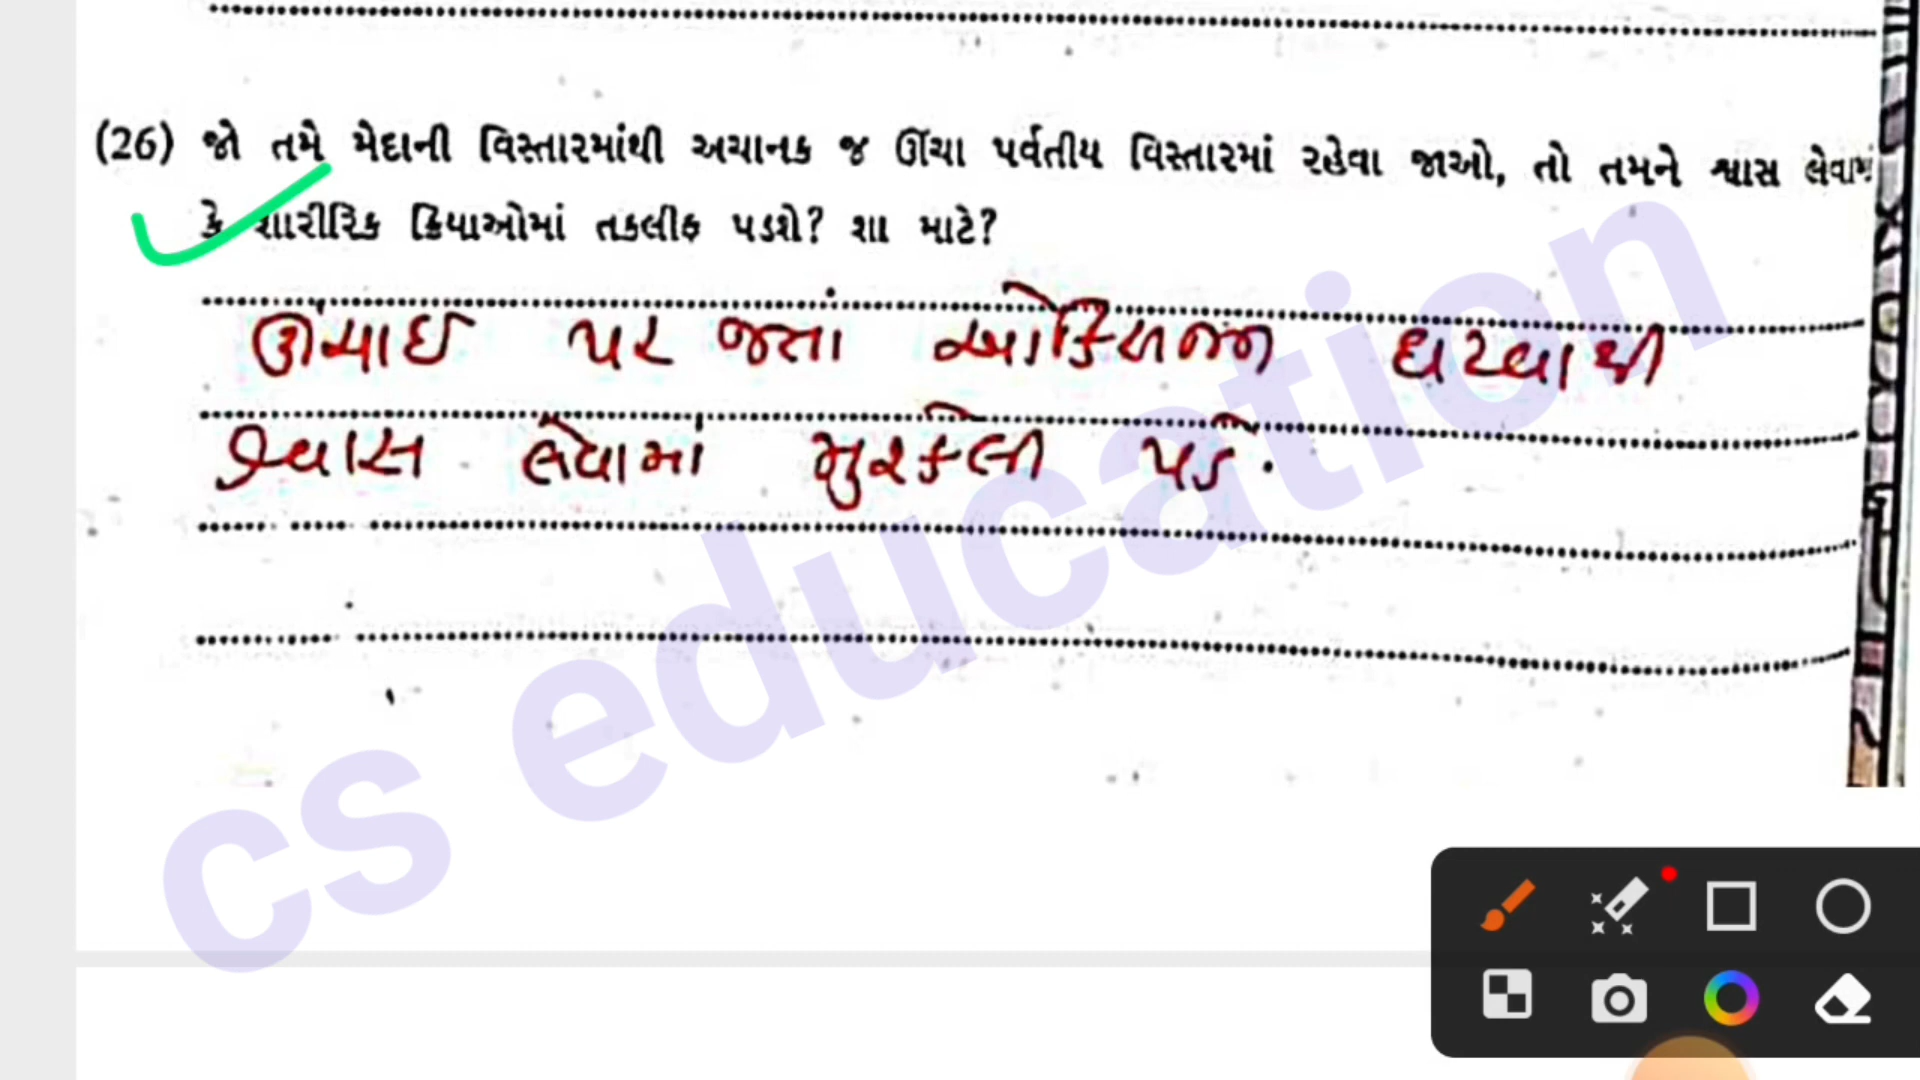 (26) જો તમે મેદાની વિસ્તારમાંથી અચાનક જ ઊંચા પર્વતીય વિસ્તારમાં રહેવા જાઓ, તો તમને શ્વાસ લેવામાં
કે શારીરિક ક્રિયાઓમાં તકલીફ પડશે? શા માટે?
ઊંચાઈ પર જતાં ઓક્સિજન ઘટવાથી
શ્વાસ લેવામાં મુશ્કેલી પડે.
cs education